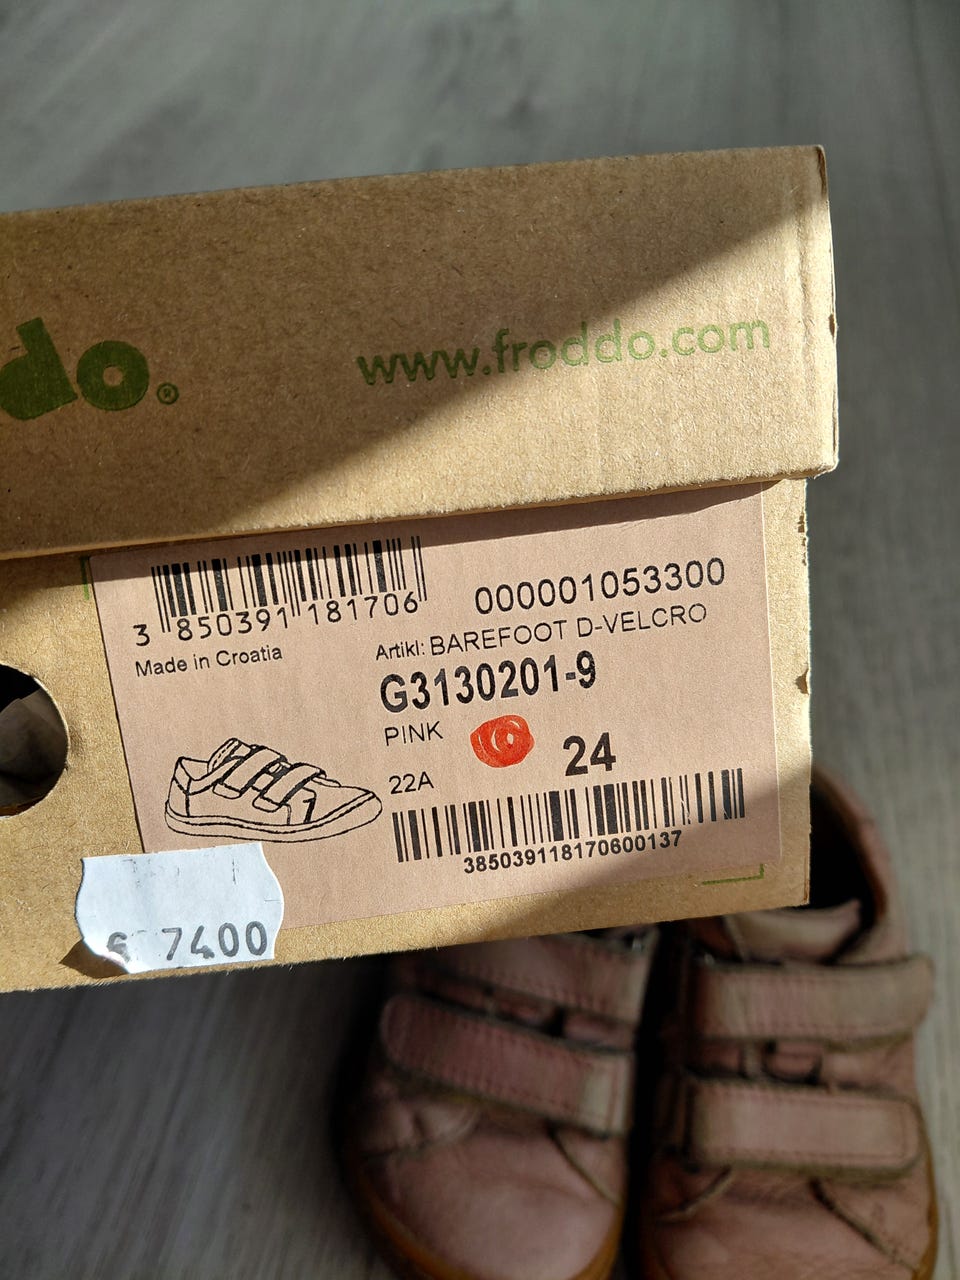 do®
www.froddo.com
3 850391 181706
000001053300
Made in Croatia
Artikl: BAREFOOT D-VELCRO
G3130201-9
PINK
24
22A
385039118170600137
7400